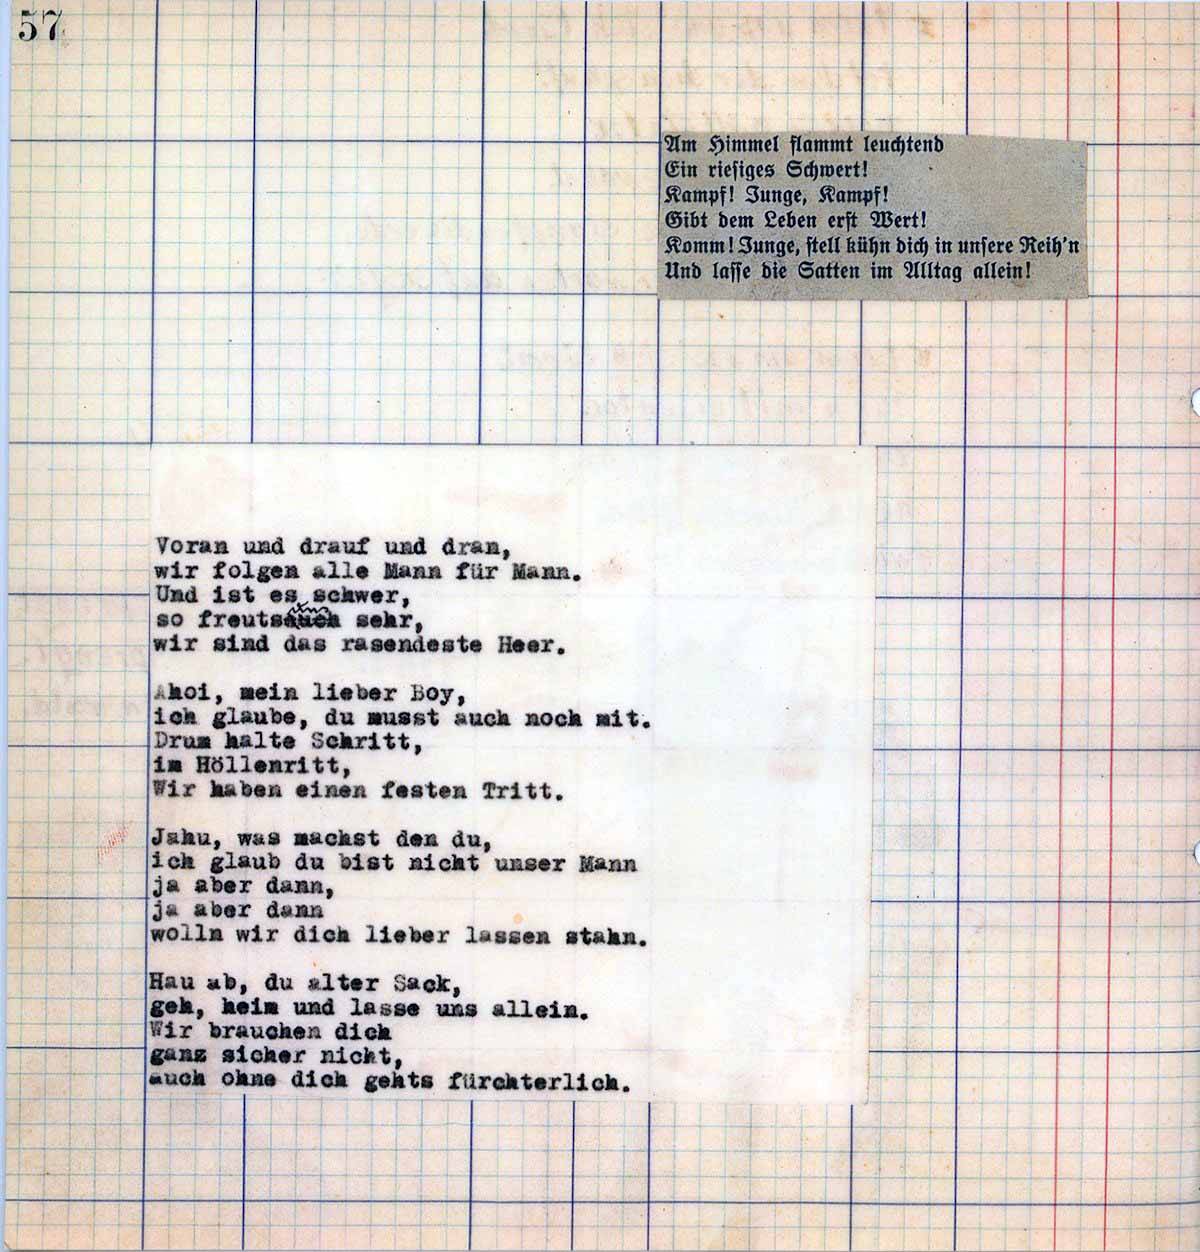 57
Am Himmel flammt leuchtend
Ein riesiges Schwert!
Kampf! Junge, Kampf!
Gibt dem Leben erst Wert!
Komm! Junge, stell kühn dich in unsere Reih'n
Und lasse die Satten im Alltag allein!
Voran und drauf und dran,
wir folgen alle Mann für Mann.
Und ist es schwer,
so freuts sehr,
wir sind das rasendeste Heer.
Ahoi, mein lieber Boy,
ich glaube, du musst auch noch mit.
Drum halte Schritt,
im Höllenritt,
Wir haben einen festen Tritt.
Jahu, was machst den du,
ich glaub du bist nicht unser Mann
ja aber dann,
ja aber dann
wolln wir dich lieber lassen stahn.
Hau ab, du alter Sack,
geh, heim und lasse uns allein.
Wir brauchen dich
ganz sicher nicht,
auch ohne dich gehts fürchterlich.